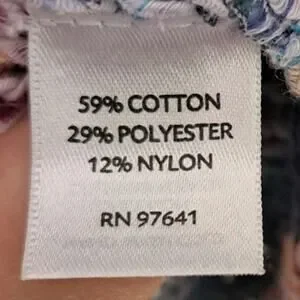 59% COTTON
29% POLYESTER
12% NYLON
RN 97641